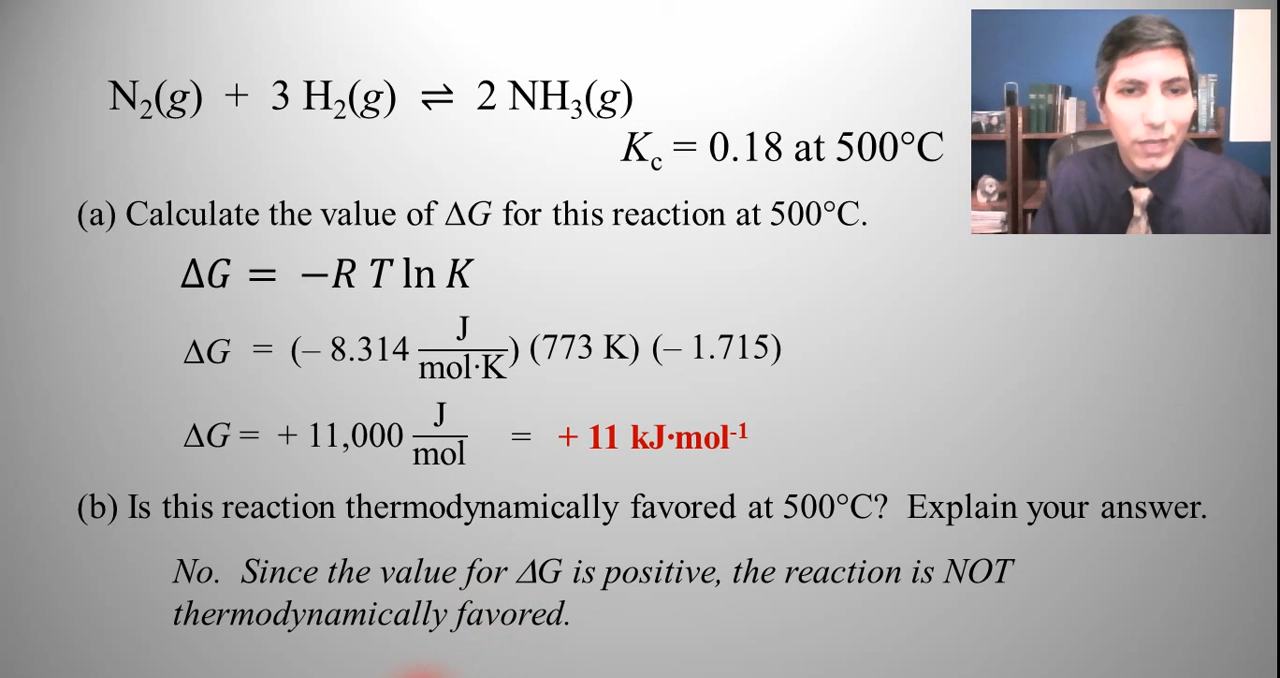 N₂(g) + 3 H₂(g) ⇌ 2 NH₃(g)
K꜀ = 0.18 at 500°C
(a) Calculate the value of ΔG for this reaction at 500°C.
ΔG = −R T ln K
ΔG = (– 8.314 J/mol·K) (773 K) (– 1.715)
ΔG = + 11,000 J/mol = + 11 kJ·mol⁻¹
(b) Is this reaction thermodynamically favored at 500°C? Explain your answer.
No. Since the value for ΔG is positive, the reaction is NOT
thermodynamically favored.